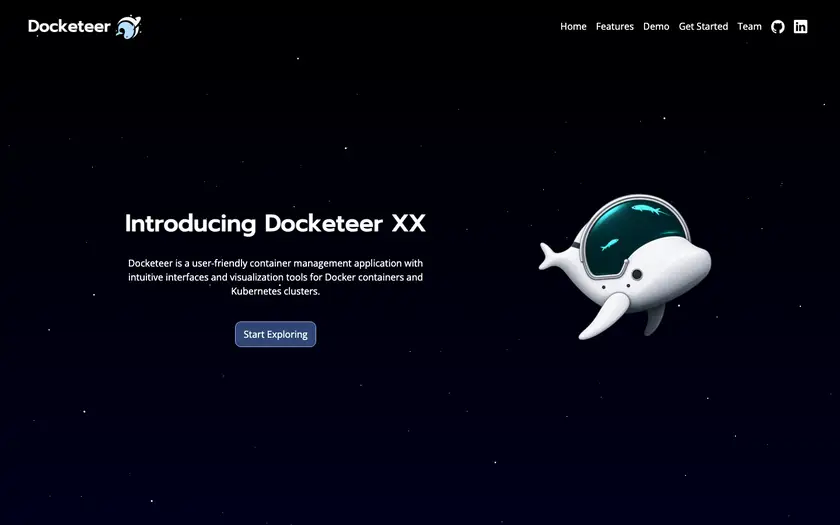 Docketeer
Home Features Demo Get Started Team
Introducing Docketeer XX
Docketeer is a user-friendly container management application with
intuitive interfaces and visualization tools for Docker containers and
Kubernetes clusters.
Start Exploring